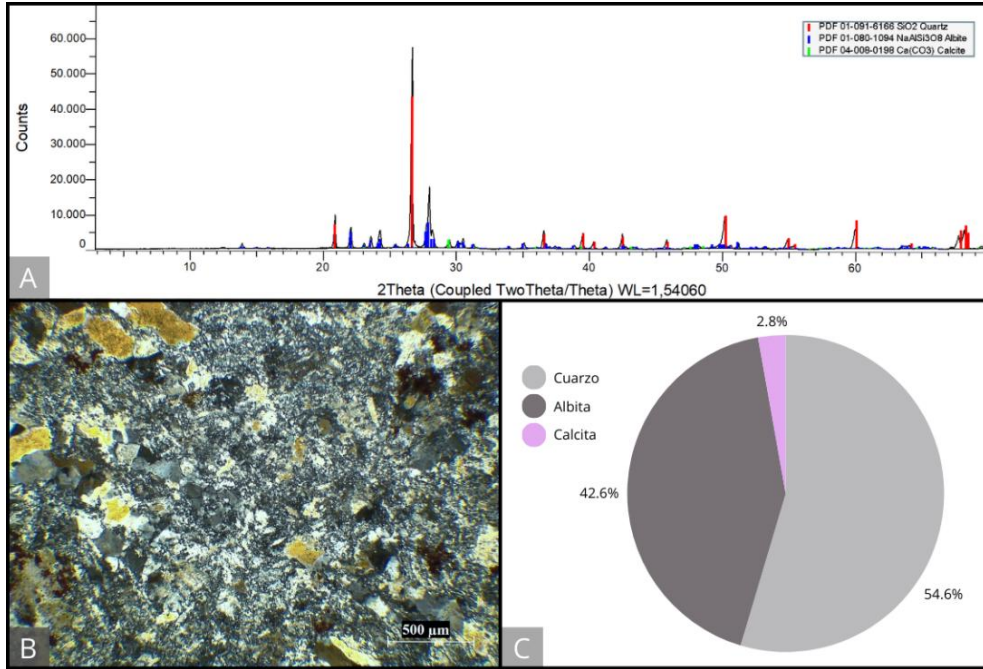 60.000
50.000
40.000
30.000
20.000
10.000
0
Counts
PDF 01-091-6166 SiO2 Quartz
PDF 01-080-1094 NaAlSi3O8 Albite
PDF 04-008-0198 Ca(CO3) Calcite
10 20 30 40 50 60
2Theta (Coupled TwoTheta/Theta) WL=1,54060
A
500 µm
B
Cuarzo
Albita
Calcita
2.8%
42.6%
54.6%
C